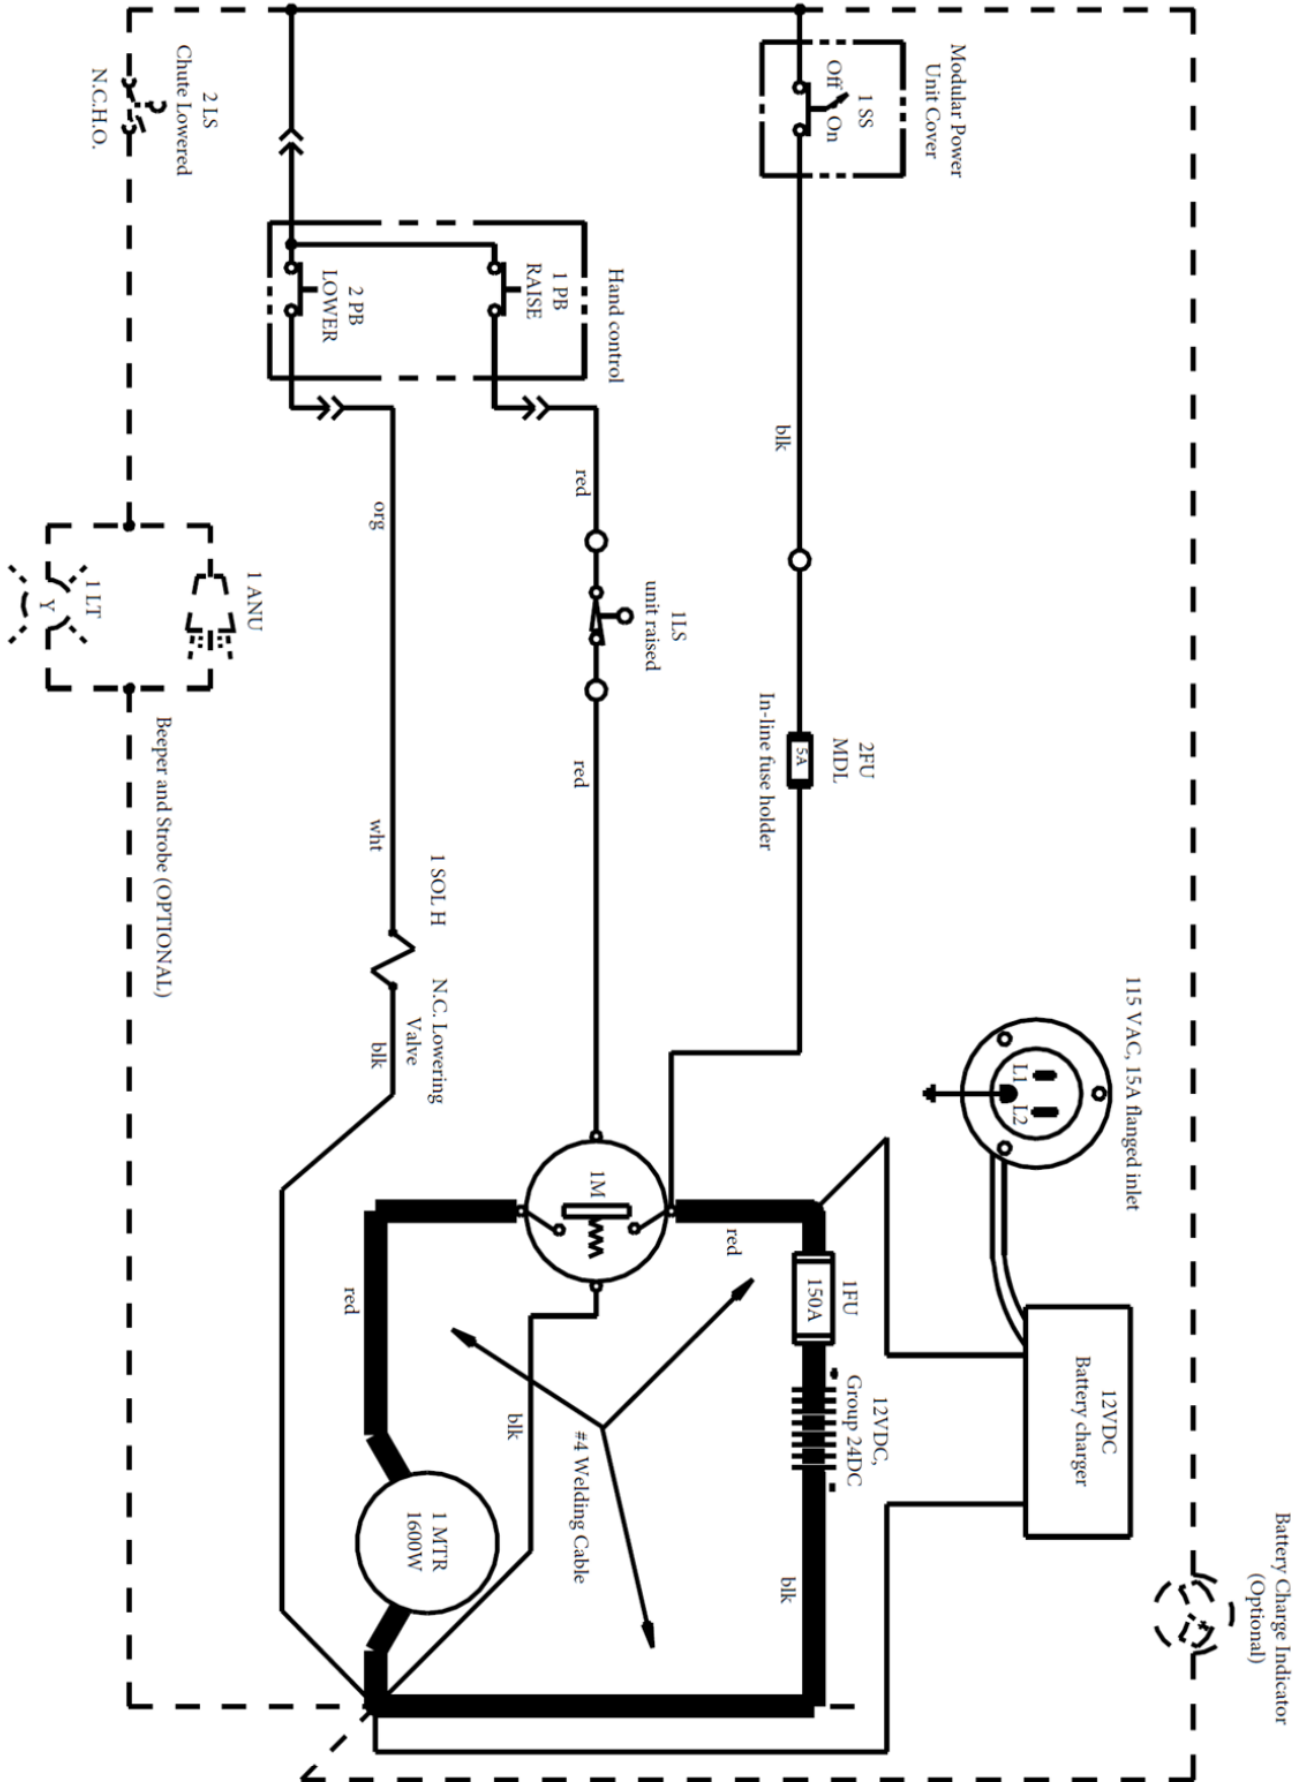 Battery Charge Indicator
(Optional)
115 VAC, 15A flanged inlet
L1
L2
12VDC
Battery charger
Modular Power
Unit Cover
1 SS
Off
On
blk
2FU
MDL
5A
In-line fuse holder
1FU
150A
12VDC,
Group 24DC
red
blk
Hand control
1 PB
RAISE
2 PB
LOWER
red
1LS
unit raised
red
1M
#4 Welding Cable
blk
org
wht
1 SOL H
N.C. Lowering
Valve
blk
red
1 MTR
1600W
2 LS
Chute Lowered
N.C.H.O.
1 ANU
1 LT
Y
Beeper and Strobe (OPTIONAL)